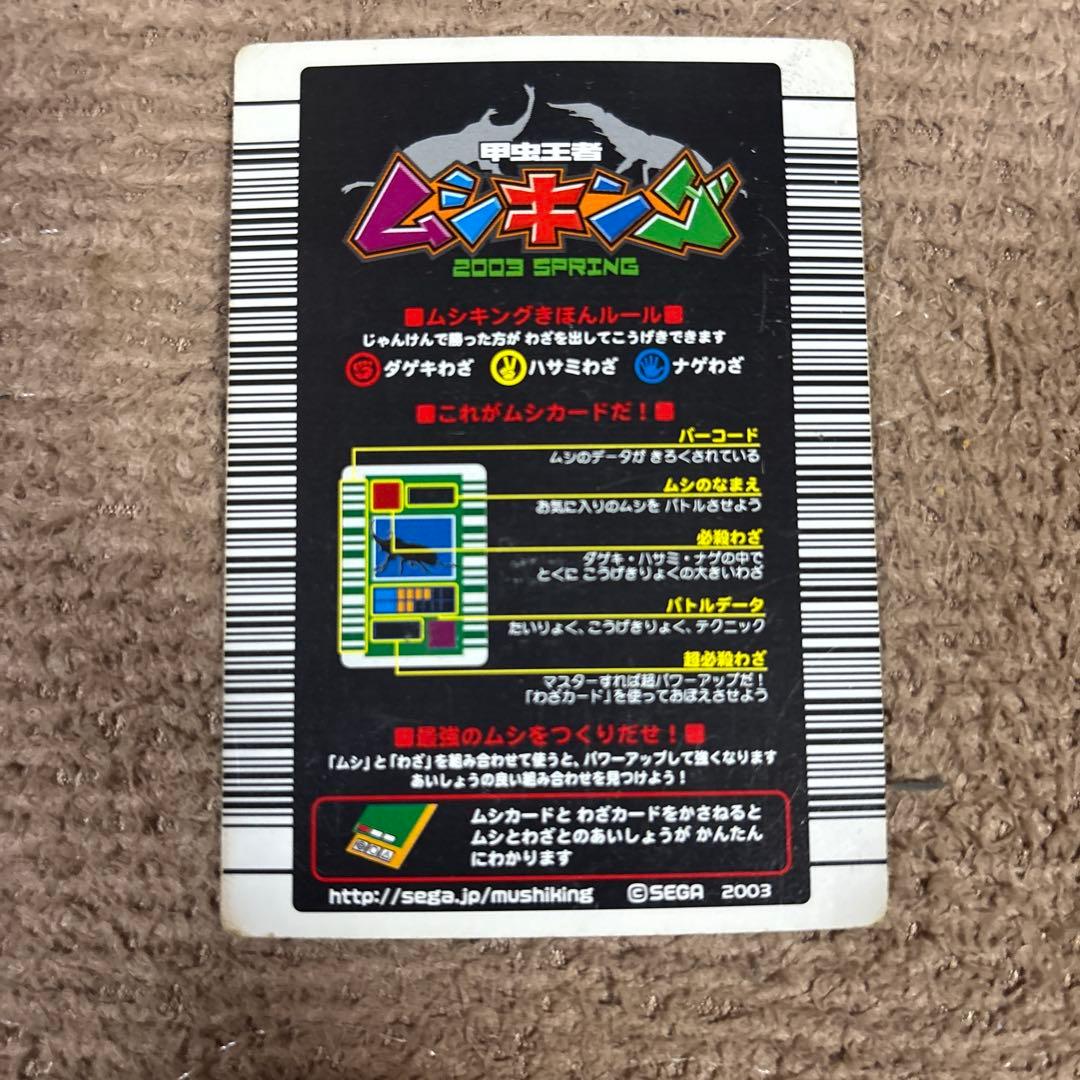 甲虫王者
ムシキング
2003 SPRING
■ムシキングきほんルール■
じゃんけんで勝った方が わざを出してこうげきできます
ダゲキわざ ハサミわざ ナゲわざ
■これがムシカードだ！■
バーコード
ムシのデータが きろくされている
ムシのなまえ
お気に入りのムシを バトルさせよう
必殺わざ
ダゲキ・ハサミ・ナゲの中で
とくに こうげきりょくの大きいわざ
バトルデータ
たいりょく、こうげきりょく、テクニック
超必殺わざ
マスターすれば超パワーアップだ！
「わざカード」を使っておぼえさせよう
■最強のムシをつくりだせ！■
「ムシ」と「わざ」を組み合わせて使うと、パワーアップして強くなります
あいしょうの良い組み合わせを見つけよう！
ムシカードと わざカードをかさねると
ムシとわざとのあいしょうが かんたん
にわかります
http://sega.jp/mushiking ©SEGA 2003